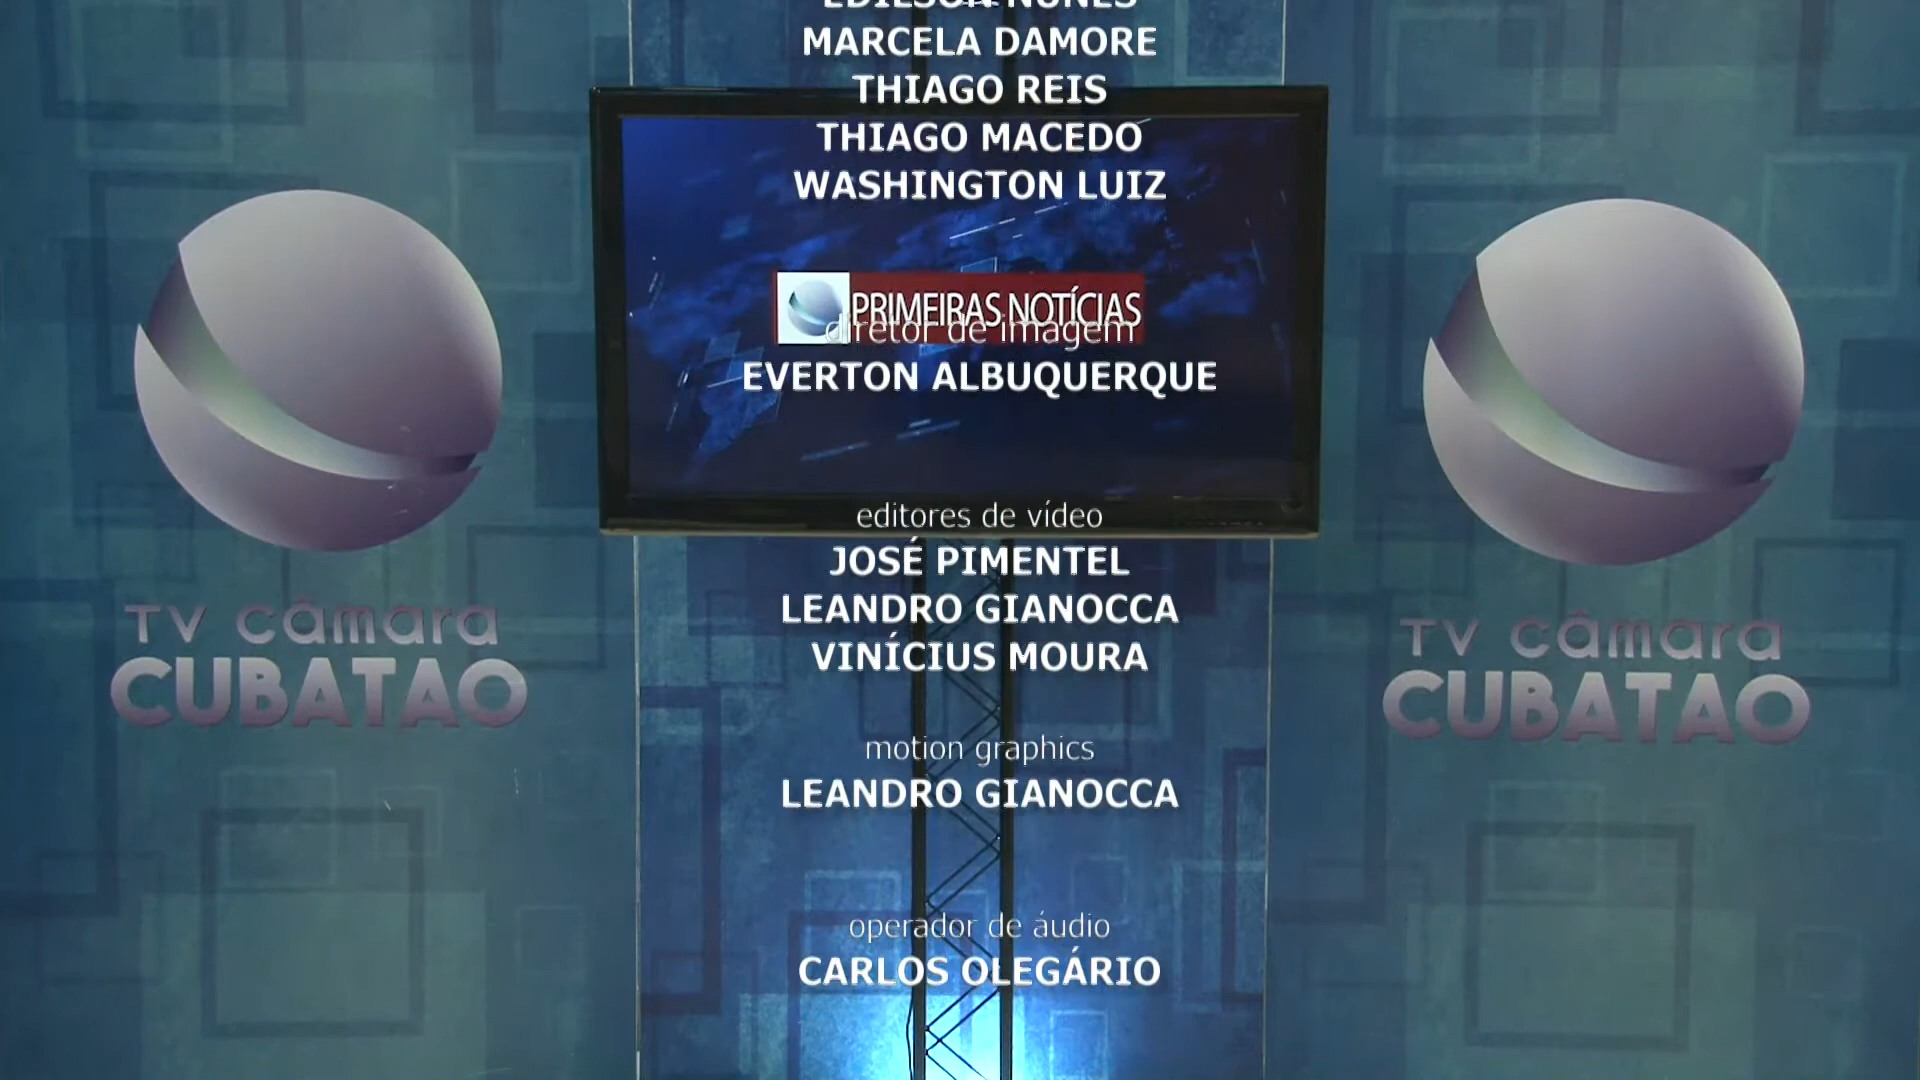 EDILSON NUNES
MARCELA DAMORE
THIAGO REIS
THIAGO MACEDO
WASHINGTON LUIZ
PRIMEIRAS NOTÍCIAS
diretor de imagem
EVERTON ALBUQUERQUE
editores de vídeo
JOSÉ PIMENTEL
LEANDRO GIANOCCA
VINÍCIUS MOURA
TV câmara
CUBATAO
TV câmara
CUBATAO
motion graphics
LEANDRO GIANOCCA
operador de áudio
CARLOS OLEGÁRIO